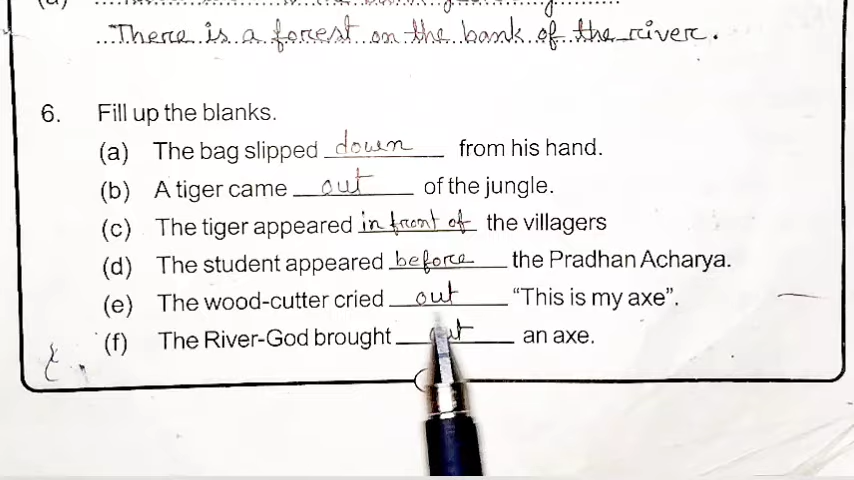 There is a forest on the bank of the river.
6. Fill up the blanks.
(a) The bag slipped down from his hand.
(b) A tiger came out of the jungle.
(c) The tiger appeared in front of the villagers
(d) The student appeared before the Pradhan Acharya.
(e) The wood-cutter cried out “This is my axe”.
(f) The River-God brought out an axe.